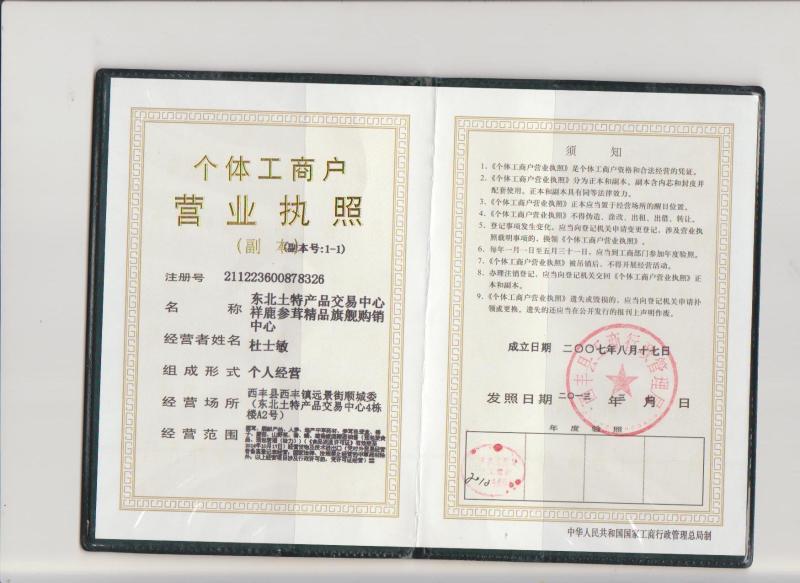 个体工商户
营业执照
(副 本)(副本号:1-1)
注册号 211223600878326
名 称 东北土特产品交易中心
祥鹿参茸精品旗舰购销
中心
经营者姓名 杜士敏
组成形式 个人经营
经营场所 西丰县西丰镇远景街顺城委
(东北土特产品交易中心4栋
楼A2号)
经营范围
须 知
1、《个体工商户营业执照》是个体工商户资格和合法经营的凭证。
2、《个体工商户营业执照》分为正本和副本,副本含内芯和封皮并
配套使用。正本和副本具有同等法律效力。
3、《个体工商户营业执照》正本应当置于经营场所的醒目位置。
4、《个体工商户营业执照》不得伪造、涂改、出租、出借、转让。
5、登记事项发生变化,应当向登记机关申请变更登记,涉及营业执
照载明事项的,换领《个体工商户营业执照》。
6、每年一月一日至五月三十一日,应当到工商部门参加年度验照。
7、《个体工商户营业执照》被吊销后,不得开展经营活动。
8、办理注销登记,应当向登记机关交回《个体工商户营业执照》正
本和副本。
9、《个体工商户营业执照》遗失或毁损的,应当向登记机关申请补
领或更换。遗失的还应当在公开发行的报刊上声明作废。
成立日期 二〇〇七年八月十七日
西丰县工商行政管理局
发照日期 二〇一三 年 月 日
年度验照
中华人民共和国国家工商行政管理总局制